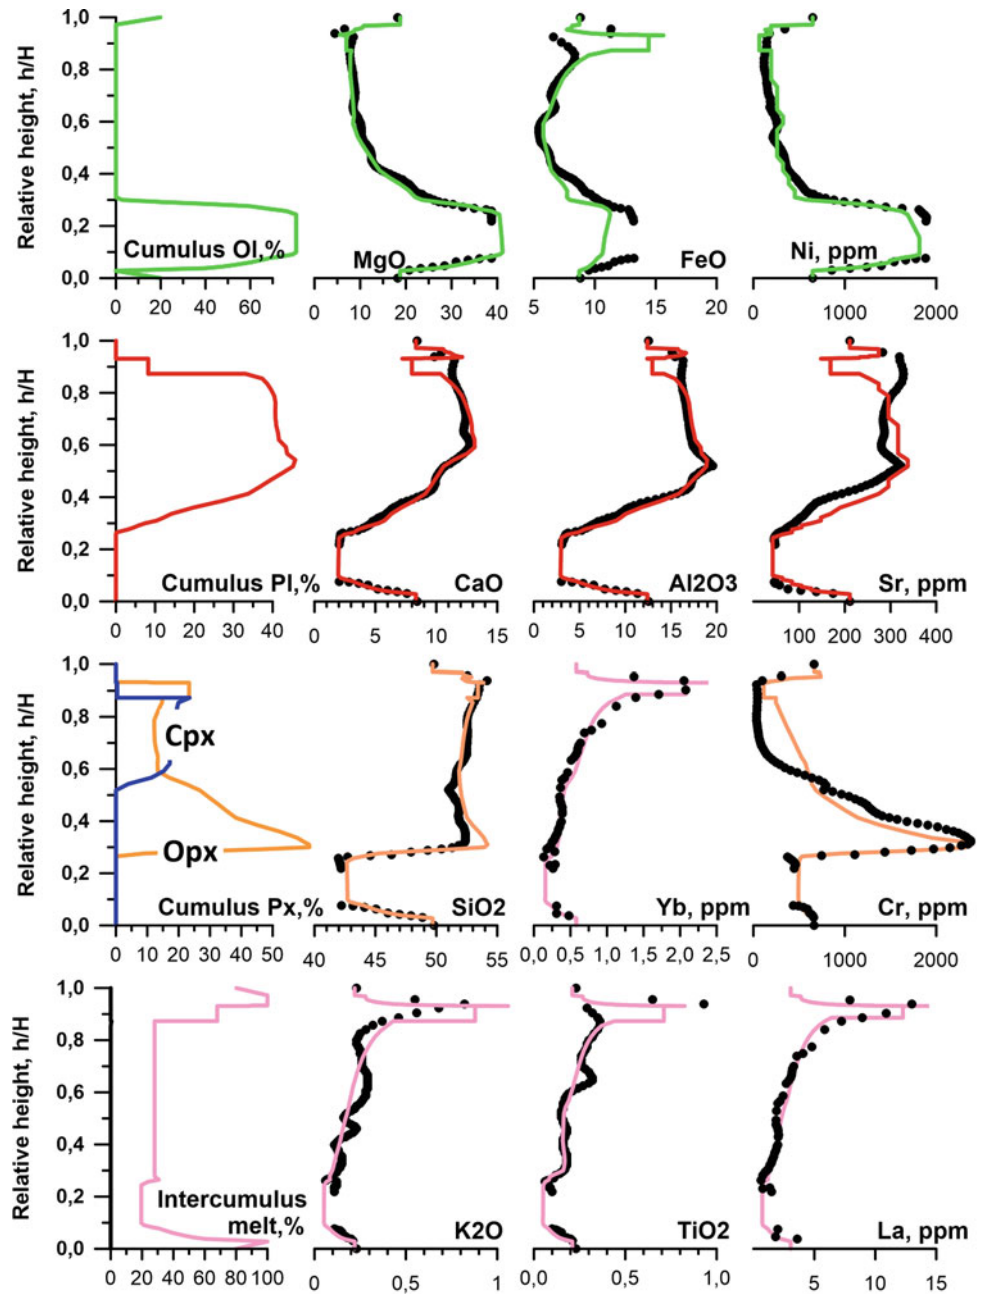 Relative height, h/H
1,0
0,8
0,6
0,4
0,2
0,0
Cumulus Ol,%
0 20 40 60
MgO
0 10 20 30 40
FeO
5 10 15 20
Ni, ppm
0 1000 2000
Relative height, h/H
1,0
0,8
0,6
0,4
0,2
0,0
Cumulus Pl,%
0 10 20 30 40
CaO
0 5 10 15
Al2O3
0 5 10 15 20
Sr, ppm
100 200 300 400
Relative height, h/H
1,0
0,8
0,6
0,4
0,2
0,0
Cpx
Opx
Cumulus Px,%
0 10 20 30 40 50
SiO2
40 45 50 55
Yb, ppm
0,0 0,5 1,0 1,5 2,0 2,5
Cr, ppm
0 1000 2000
Relative height, h/H
1,0
0,8
0,6
0,4
0,2
0,0
Intercumulus
melt,%
0 20 40 60 80 100
K2O
0 0,5 1
TiO2
0,0 0,5 1,0
La, ppm
5 10 15